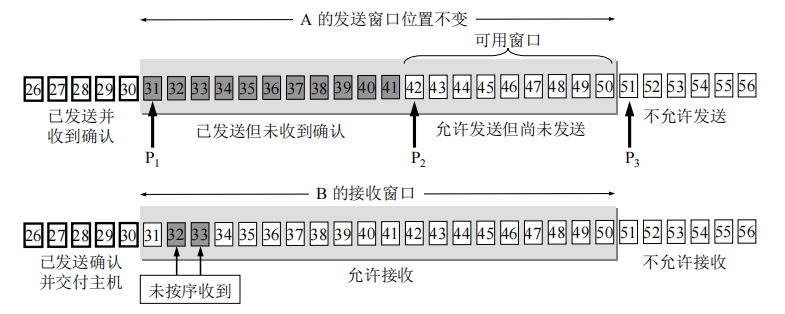 A 的发送窗口位置不变
可用窗口
26 27 28 29 30 31 32 33 34 35 36 37 38 39 40 41 42 43 44 45 46 47 48 49 50 51 52 53 54 55 56
已发送并
收到确认
已发送但未收到确认
允许发送但尚未发送
不允许发送
P1
P2
P3
B 的接收窗口
26 27 28 29 30 31 32 33 34 35 36 37 38 39 40 41 42 43 44 45 46 47 48 49 50 51 52 53 54 55 56
已发送确认
并交付主机
未按序收到
允许接收
不允许接收